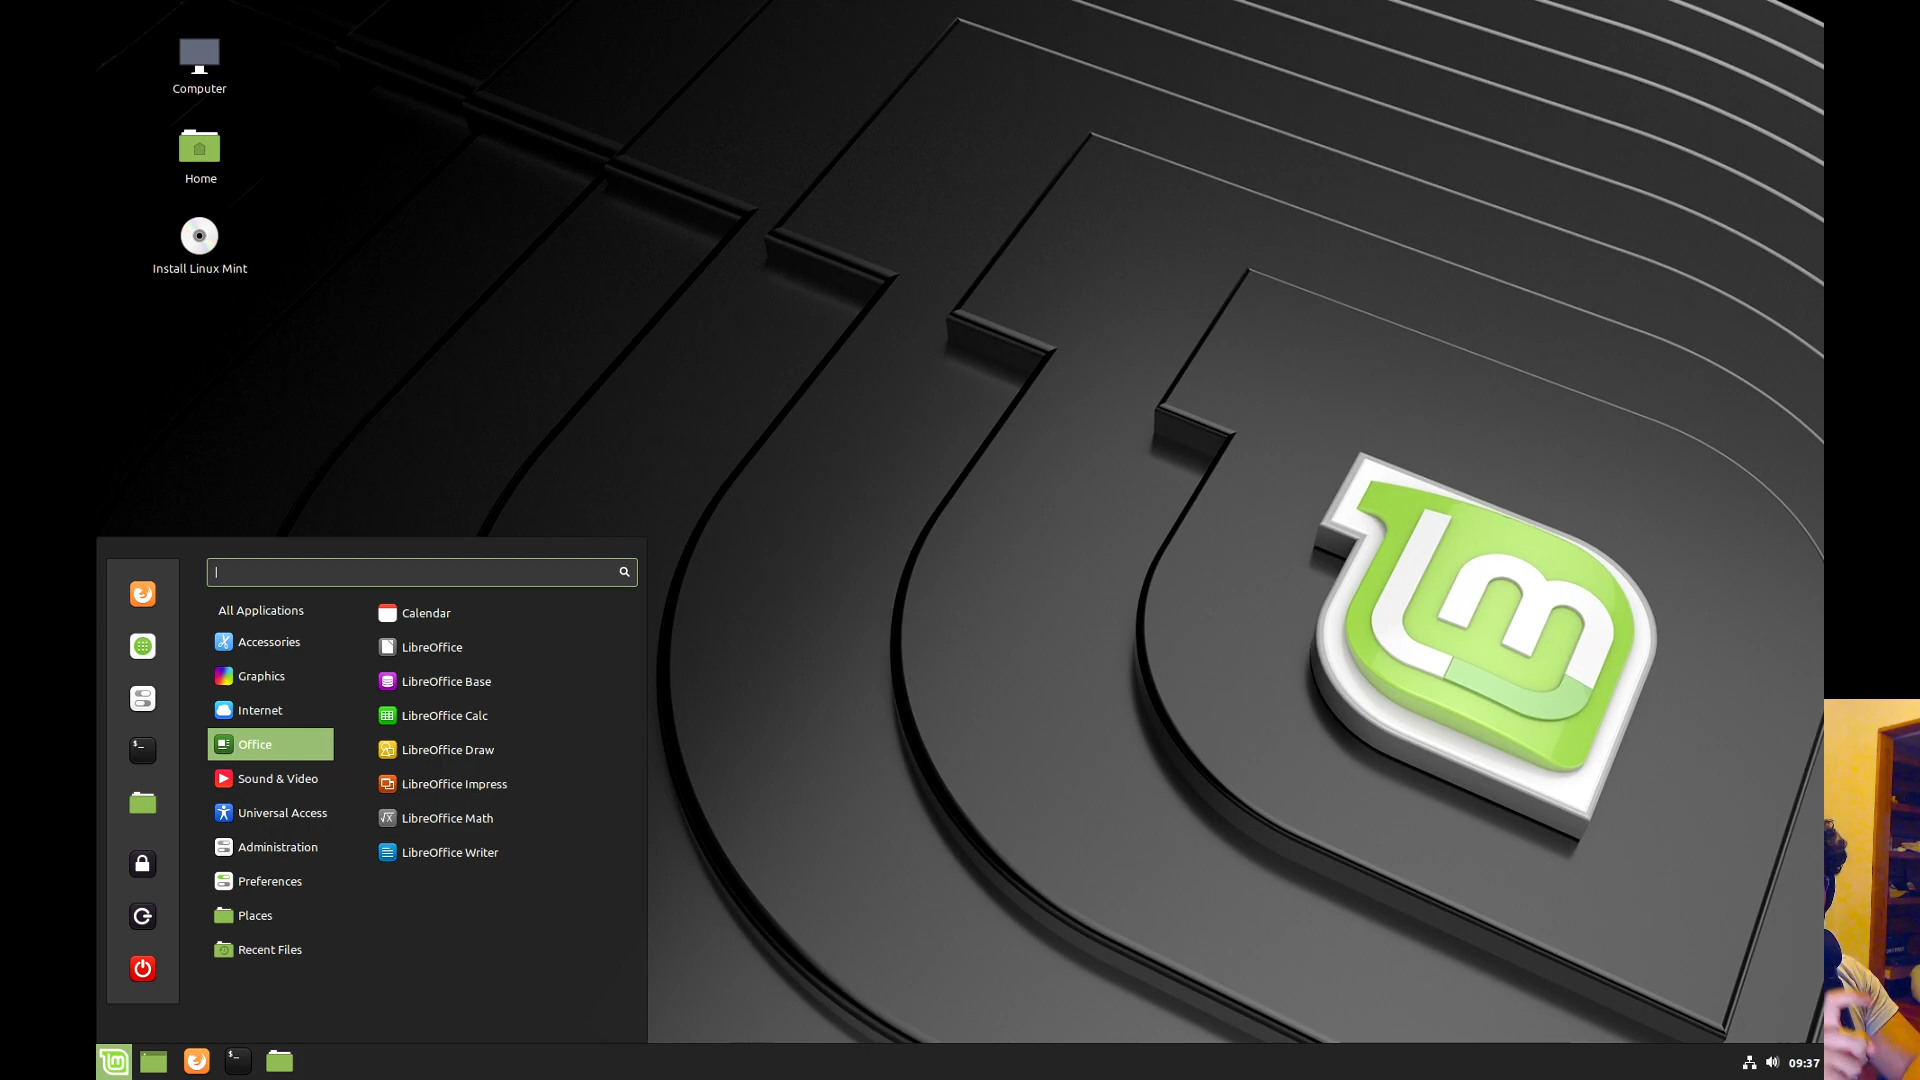 Computer
Home
Install Linux Mint
All Applications
Accessories
Graphics
Internet
Office
Sound & Video
Universal Access
Administration
Preferences
Places
Recent Files
Calendar
LibreOffice
LibreOffice Base
LibreOffice Calc
LibreOffice Draw
LibreOffice Impress
LibreOffice Math
LibreOffice Writer
09:37